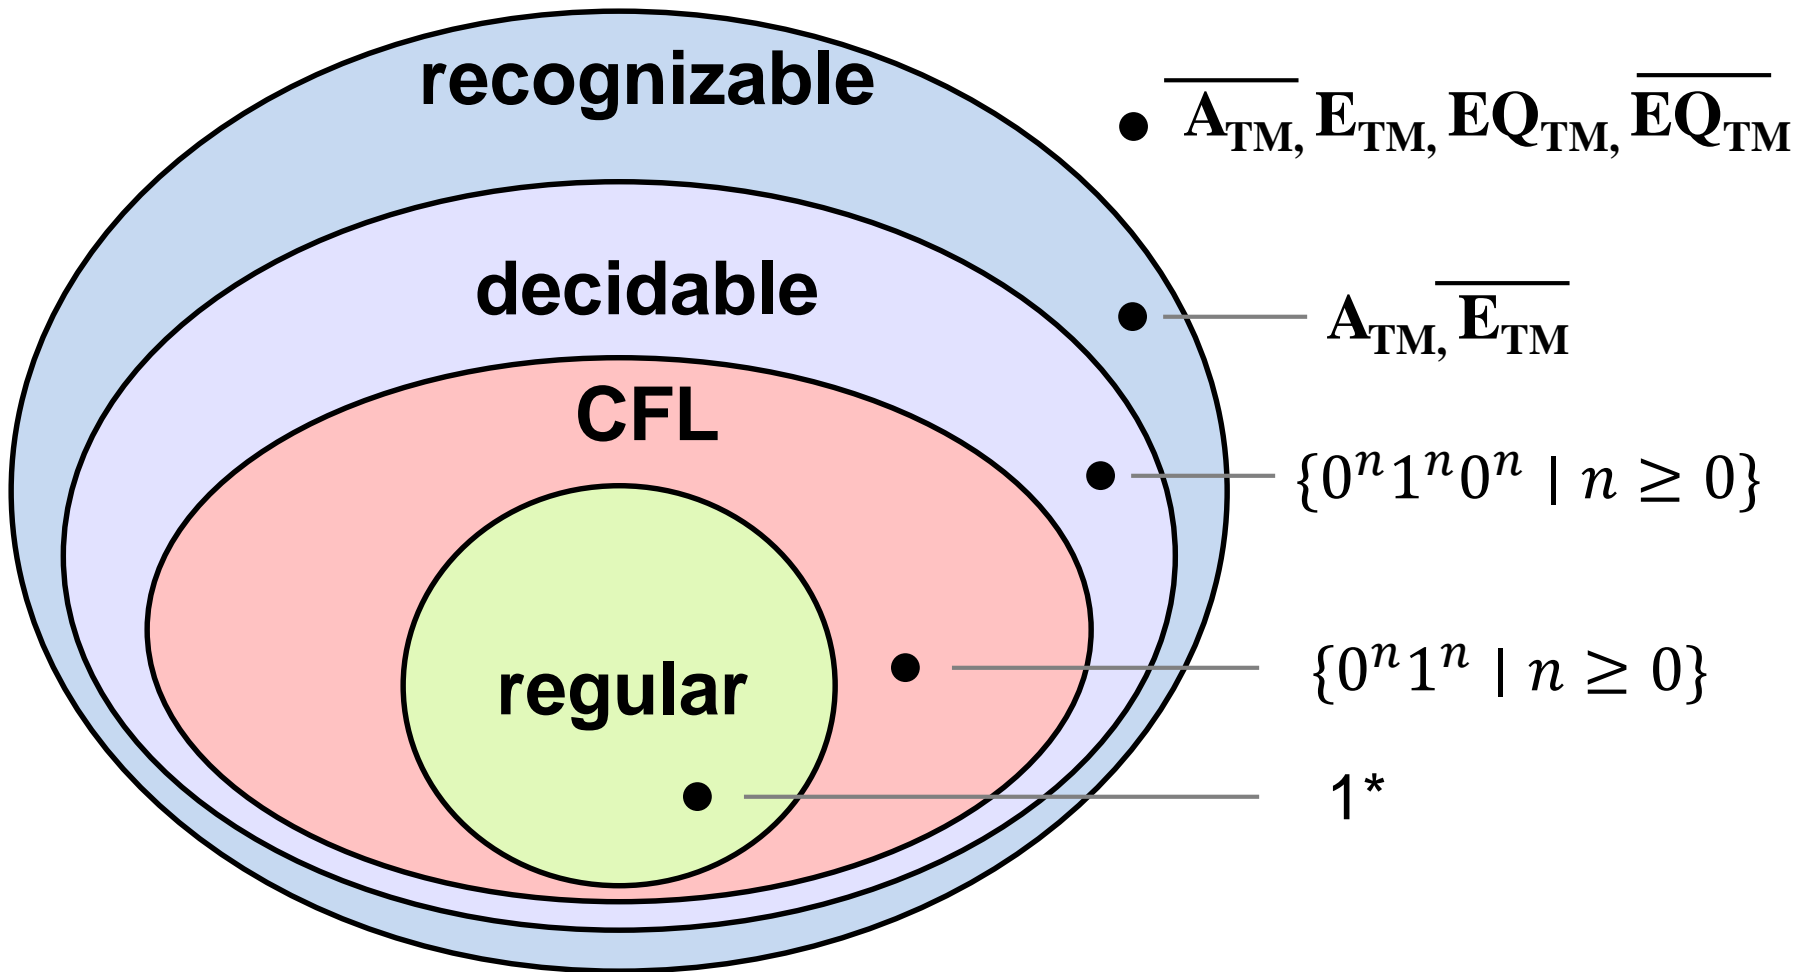 recognizable
A̅T̅M̅, ETM, EQTM, E̅Q̅T̅M̅
decidable
ATM, E̅T̅M̅
CFL
{0ⁿ1ⁿ0ⁿ | n ≥ 0}
regular
{0ⁿ1ⁿ | n ≥ 0}
1*